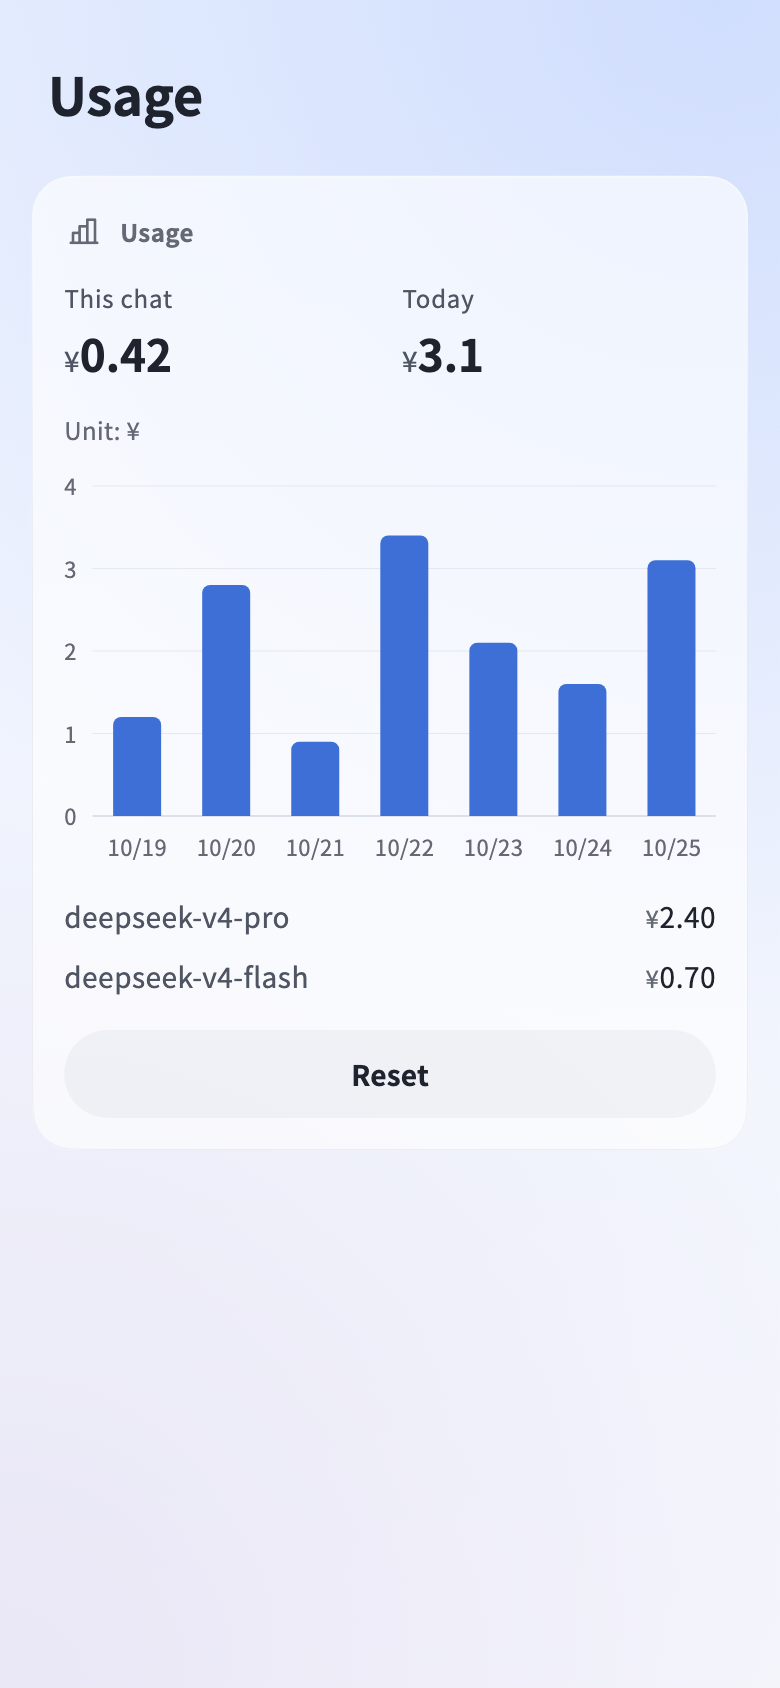 Usage
Usage
This chat Today
¥0.42 ¥3.1
Unit: ¥
4
3
2
1
0
10/19 10/20 10/21 10/22 10/23 10/24 10/25
deepseek-v4-pro ¥2.40
deepseek-v4-flash ¥0.70
Reset